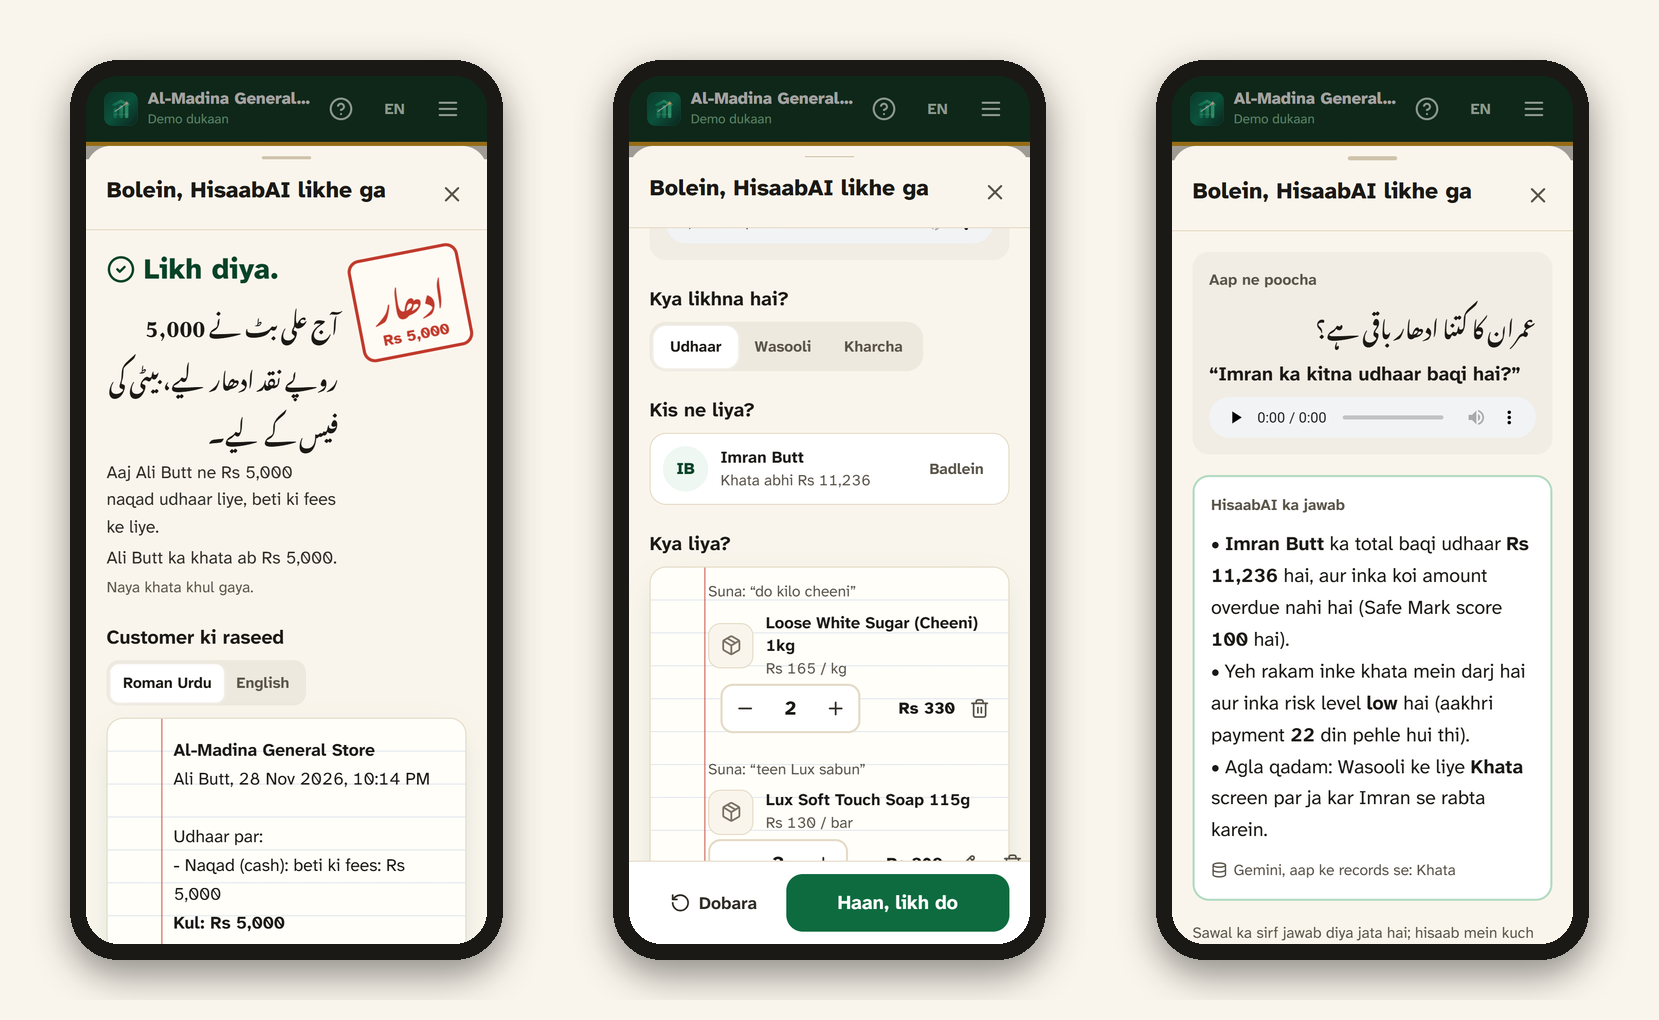 Al-Madina General...
Demo dukaan
EN
Bolein, HisaabAI likhe ga
Likh diya.
ادھار
Rs 5,000
آج علی بٹ نے 5,000
روپے نقد ادھار لیے، بیٹی کی
فیس کے لیے۔
Aaj Ali Butt ne Rs 5,000
naqad udhaar liye, beti ki fees
ke liye.
Ali Butt ka khata ab Rs 5,000.
Naya khata khul gaya.
Customer ki raseed
Roman Urdu English
Al-Madina General Store
Ali Butt, 28 Nov 2026, 10:14 PM
Udhaar par:
- Naqad (cash): beti ki fees: Rs
5,000
Kul: Rs 5,000
Al-Madina General...
Demo dukaan
EN
Bolein, HisaabAI likhe ga
Kya likhna hai?
Udhaar Wasooli Kharcha
Kis ne liya?
IB
Imran Butt
Khata abhi Rs 11,236
Badlein
Kya liya?
Suna: “do kilo cheeni”
Loose White Sugar (Cheeni)
1kg
Rs 165 / kg
− 2 + Rs 330
Suna: “teen Lux sabun”
Lux Soft Touch Soap 115g
Rs 130 / bar
Dobara
Haan, likh do
Al-Madina General...
Demo dukaan
EN
Bolein, HisaabAI likhe ga
Aap ne poocha
عمران کا کتنا ادھار باقی ہے؟
“Imran ka kitna udhaar baqi hai?”
0:00 / 0:00
HisaabAI ka jawab
• Imran Butt ka total baqi udhaar Rs
11,236 hai, aur inka koi amount
overdue nahi hai (Safe Mark score
100 hai).
• Yeh rakam inke khata mein darj hai
aur inka risk level low hai (aakhri
payment 22 din pehle hui thi).
• Agla qadam: Wasooli ke liye Khata
screen par ja kar Imran se rabta
karein.
Gemini, aap ke records se: Khata
Sawal ka sirf jawab diya jata hai; hisaab mein kuch